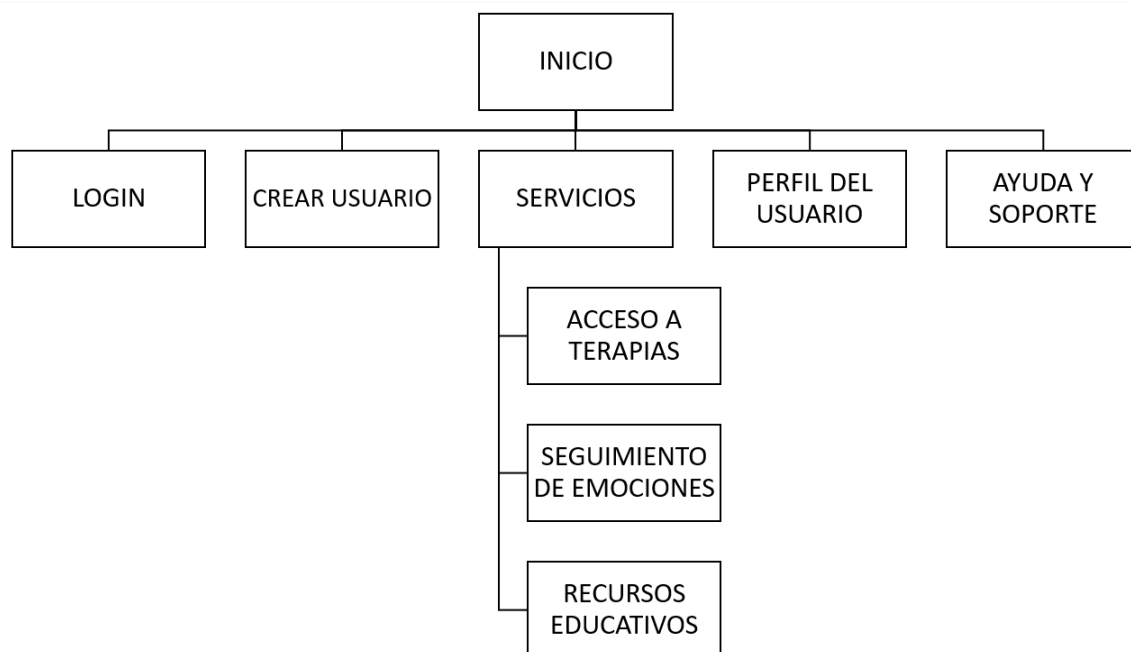 INICIO
LOGIN
CREAR USUARIO
SERVICIOS
PERFIL DEL
USUARIO
AYUDA Y
SOPORTE
ACCESO A
TERAPIAS
SEGUIMIENTO
DE EMOCIONES
RECURSOS
EDUCATIVOS